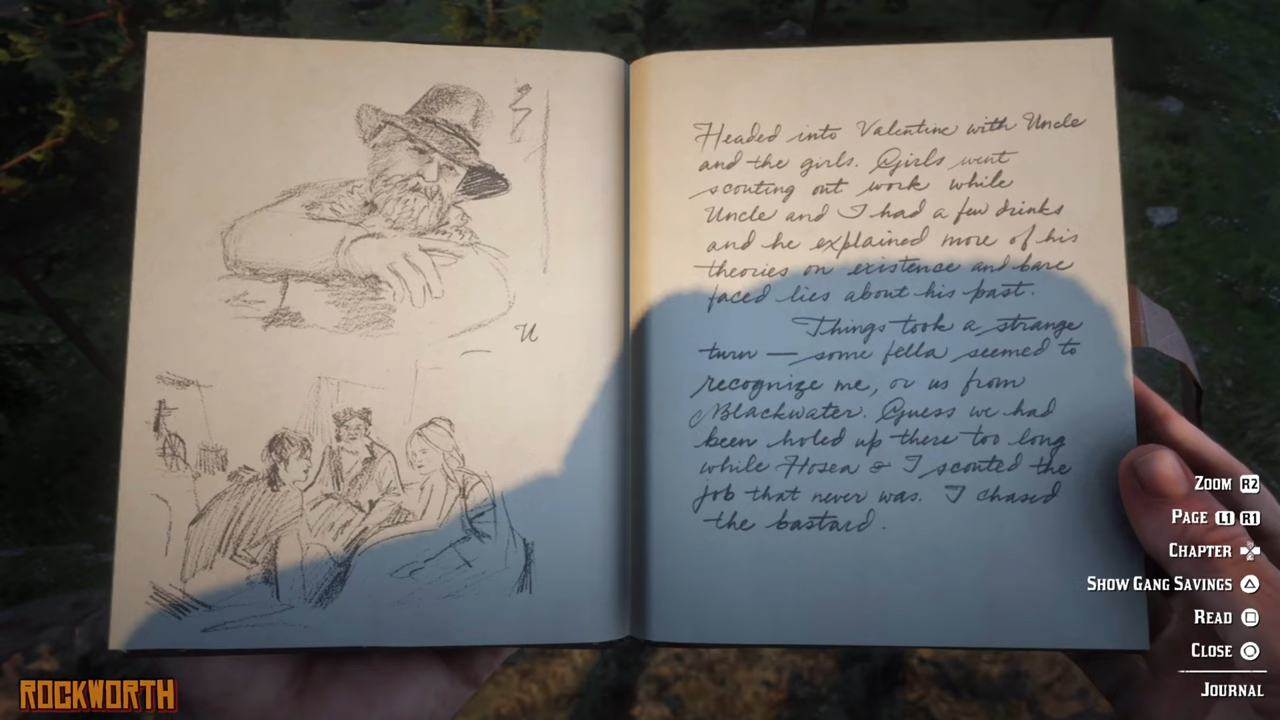 U
Headed into Valentine with Uncle
and the girls. Girls went
scouting out work while
Uncle and I had a few drinks
and he explained more of his
theories on existence and bare
faced lies about his past.
Things took a strange
turn — some fella seemed to
recognize me, or us from
Blackwater. Guess we had
been holed up there too long
while Hosea & I scouted the
job that never was. I chased
the bastard.
ZOOM R2
PAGE L1 R1
CHAPTER
SHOW GANG SAVINGS
READ
CLOSE
JOURNAL
ROCKWORTH